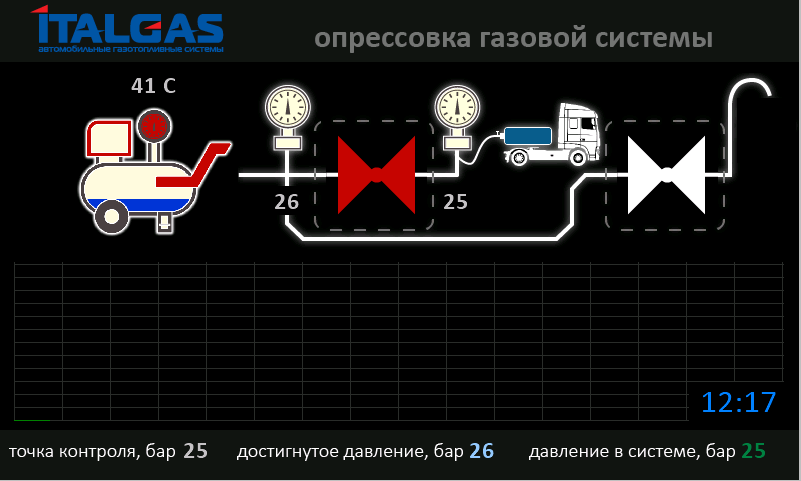 ITALGAS
автомобильные газотопливные системы
опрессовка газовой системы
41 C
26
25
12:17
точка контроля, бар 25 достигнутое давление, бар 26 давление в системе, бар 25